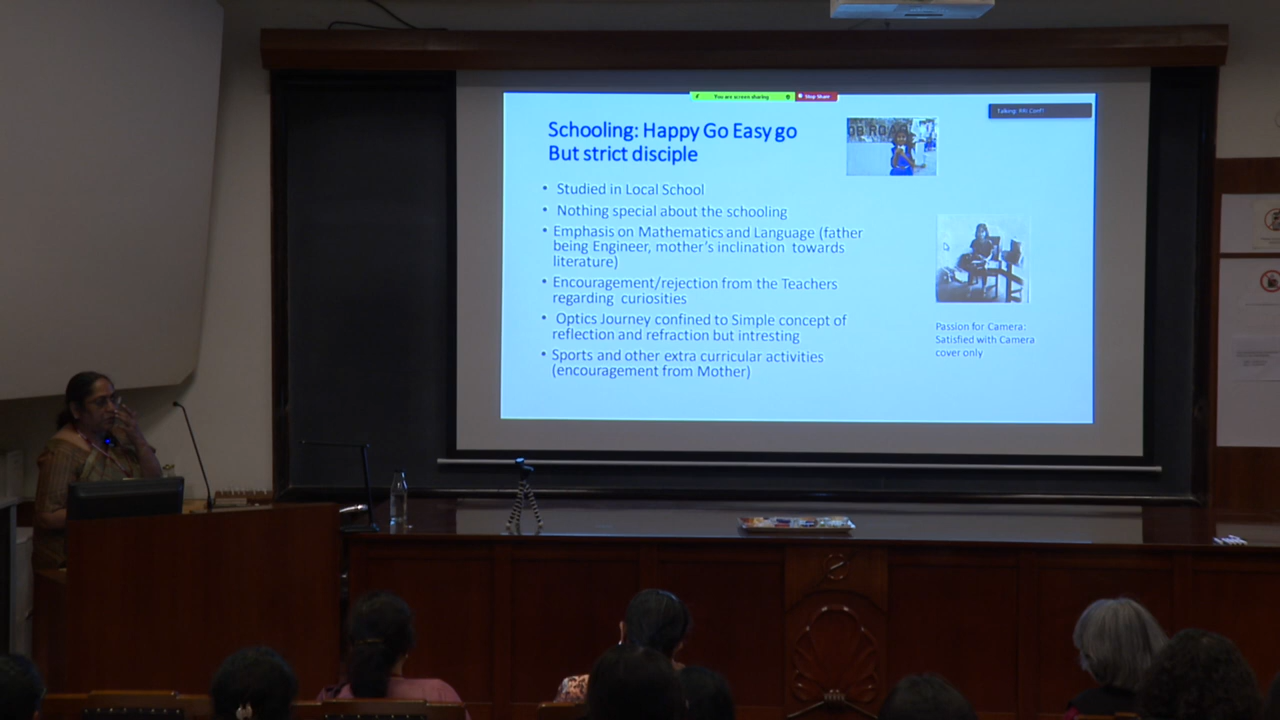 You are screen sharing
Stop Share
Talking: RRI Conf1
Schooling: Happy Go Easy go
But strict disciple
• Studied in Local School
• Nothing special about the schooling
• Emphasis on Mathematics and Language (father
being Engineer, mother's inclination towards
literature)
• Encouragement/rejection from the Teachers
regarding curiosities
• Optics Journey confined to Simple concept of
reflection and refraction but intresting
• Sports and other extra curricular activities
(encouragement from Mother)
Passion for Camera:
Satisfied with Camera
cover only